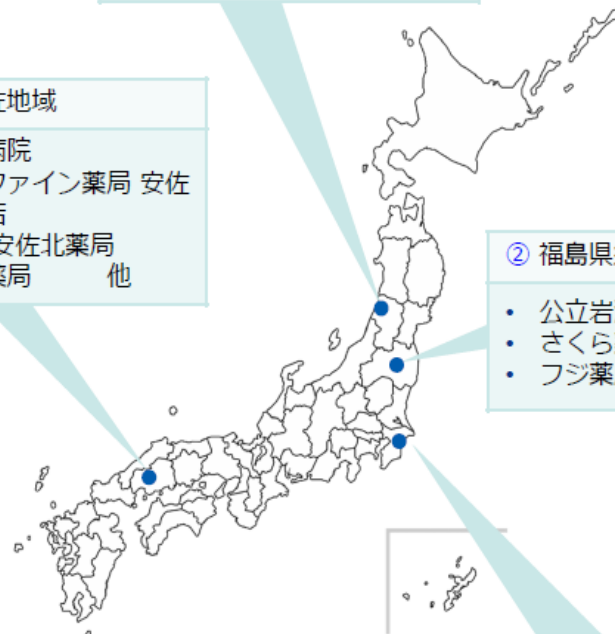 佐地域
病院
ファイン薬局 安佐
店
安佐北薬局
薬局 他
② 福島県
• 公立岩
• さくら
• フジ薬